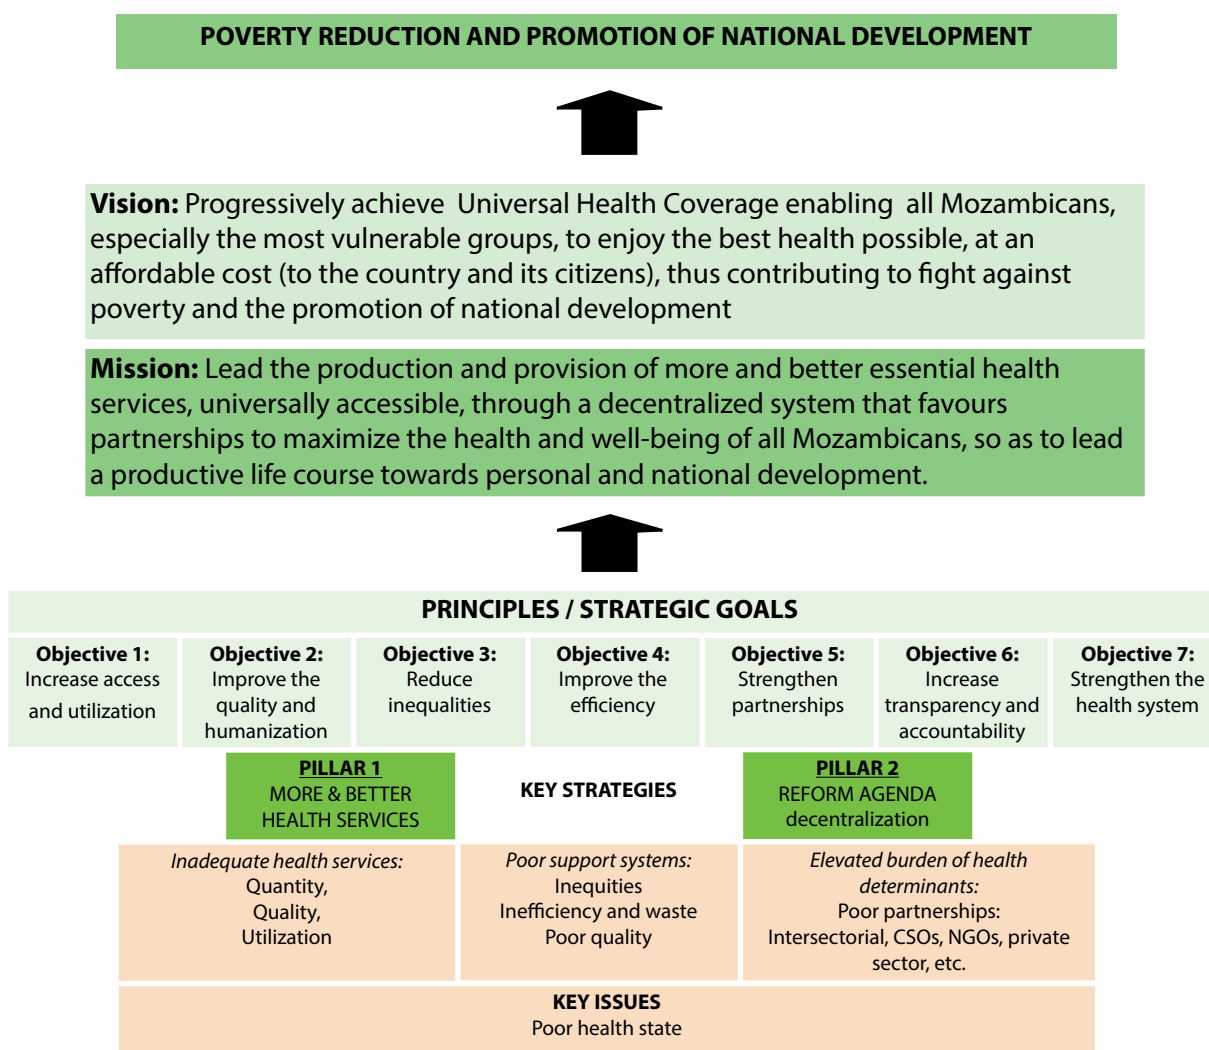 POVERTY REDUCTION AND PROMOTION OF NATIONAL DEVELOPMENT
Vision: Progressively achieve Universal Health Coverage enabling all Mozambicans,
especially the most vulnerable groups, to enjoy the best health possible, at an
affordable cost (to the country and its citizens), thus contributing to fight against
poverty and the promotion of national development
Mission: Lead the production and provision of more and better essential health
services, universally accessible, through a decentralized system that favours
partnerships to maximize the health and well-being of all Mozambicans, so as to lead
a productive life course towards personal and national development.
PRINCIPLES / STRATEGIC GOALS
Objective 1:
Increase access
and utilization
Objective 2:
Improve the
quality and
humanization
Objective 3:
Reduce
inequalities
Objective 4:
Improve the
efficiency
Objective 5:
Strengthen
partnerships
Objective 6:
Increase
transparency and
accountability
Objective 7:
Strengthen the
health system
PILLAR 1
MORE & BETTER
HEALTH SERVICES
KEY STRATEGIES
PILLAR 2
REFORM AGENDA
decentralization
Inadequate health services:
Quantity,
Quality,
Utilization
Poor support systems:
Inequities
Inefficiency and waste
Poor quality
Elevated burden of health
determinants:
Poor partnerships:
Intersectorial, CSOs, NGOs, private
sector, etc.
KEY ISSUES
Poor health state